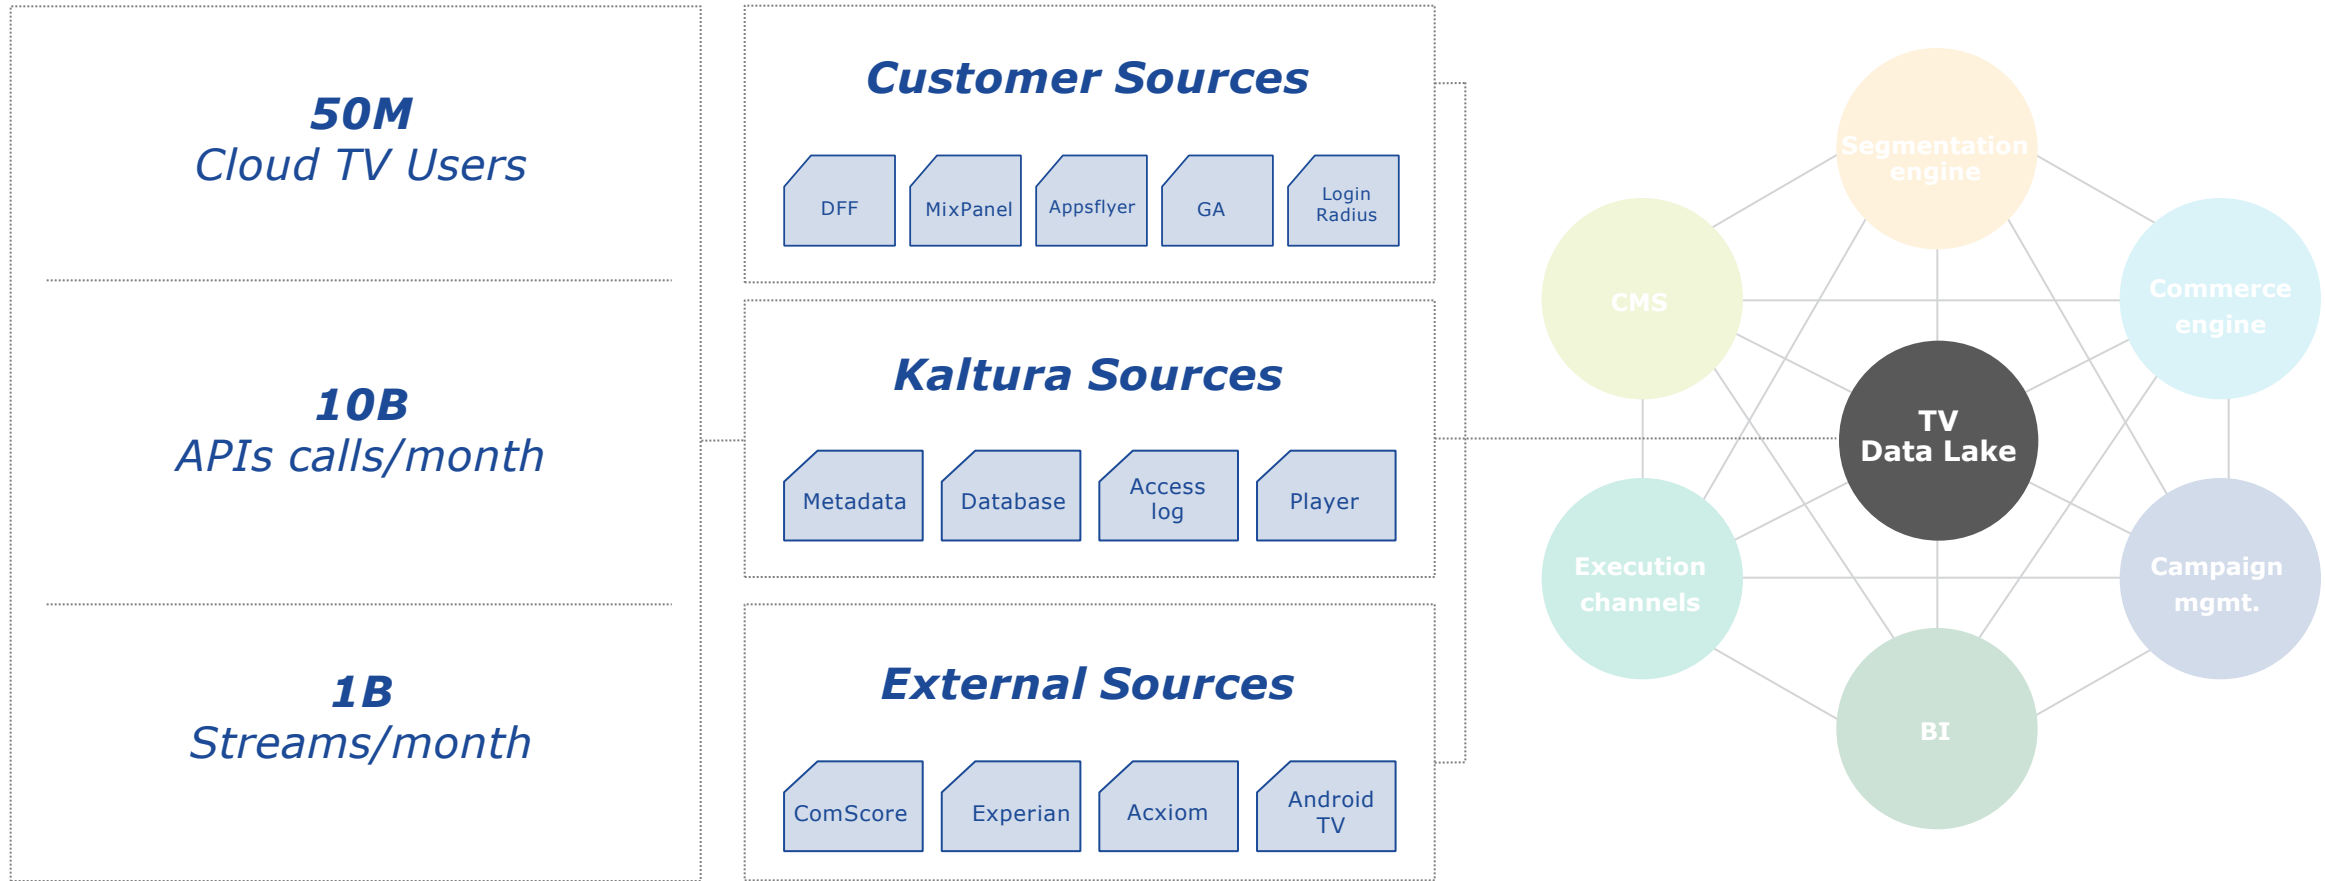 50M
Cloud TV Users
10B
APIs calls/month
1B
Streams/month
Customer Sources
DFF
MixPanel
Appsflyer
GA
Login
Radius
Kaltura Sources
Metadata
Database
Access
log
Player
External Sources
ComScore
Experian
Acxiom
Android
TV
Segmentation
engine
CMS
Commerce
engine
TV
Data Lake
Execution
channels
Campaign
mgmt.
BI